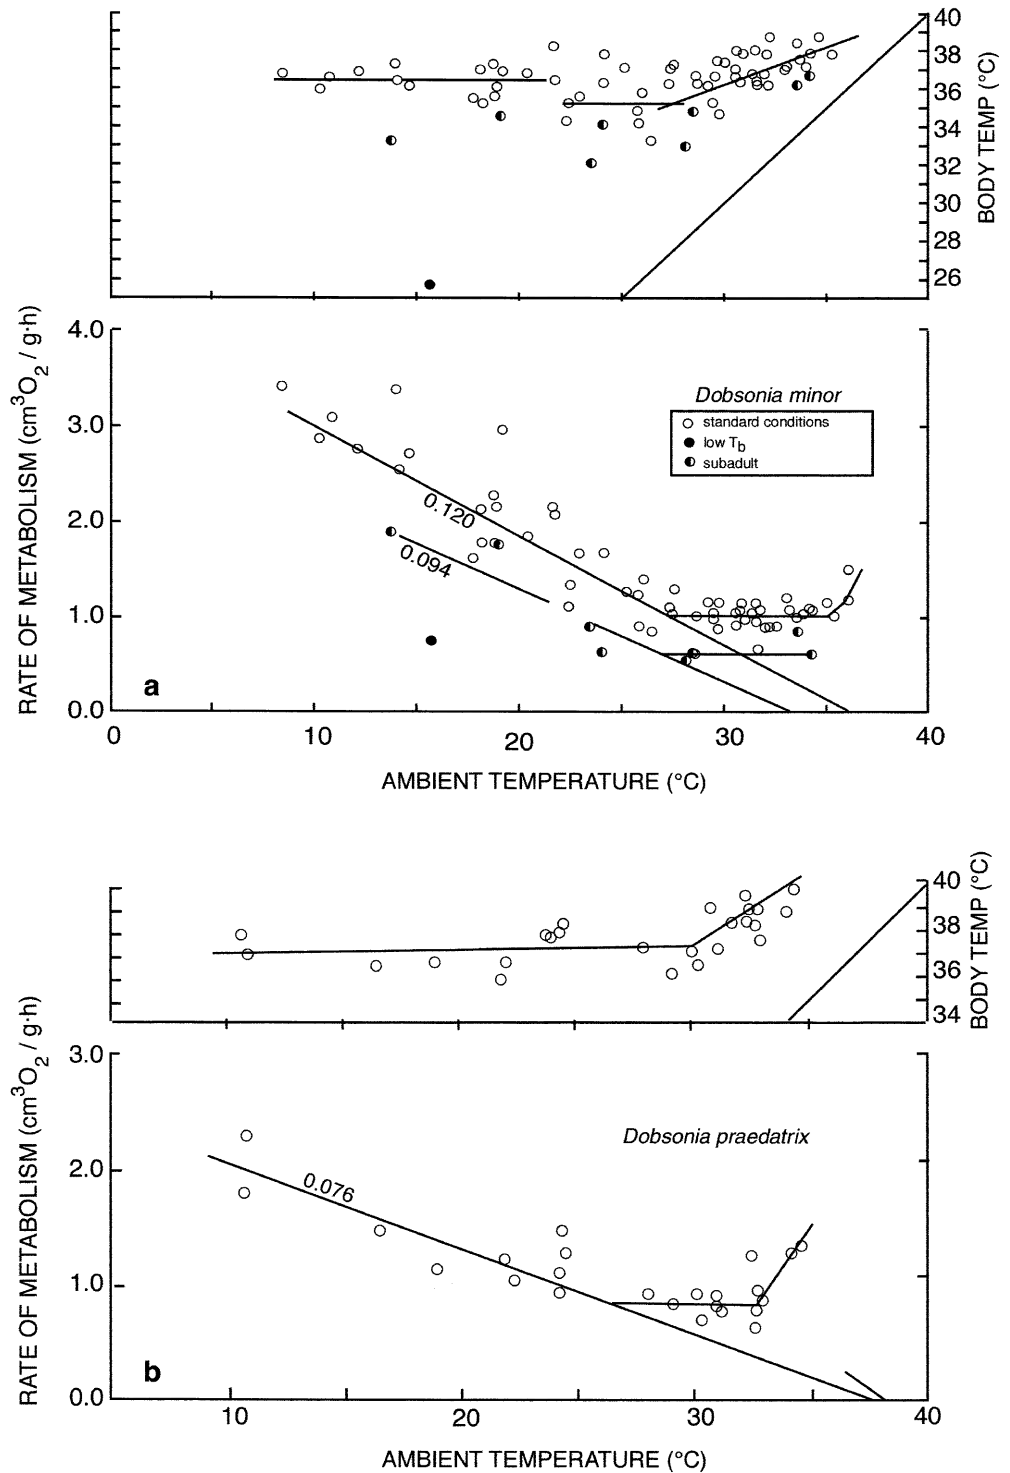 40
38
36
34
32
30
28
26
BODY TEMP (°C)
4.0
3.0
2.0
1.0
0.0
RATE OF METABOLISM (cm³O₂ / g·h)
Dobsonia minor
standard conditions
low Tb
subadult
0.120
0.094
a
0 10 20 30 40
AMBIENT TEMPERATURE (°C)
40
38
36
34
BODY TEMP (°C)
3.0
2.0
1.0
0.0
RATE OF METABOLISM (cm³O₂ / g·h)
Dobsonia praedatrix
0.076
b
10 20 30 40
AMBIENT TEMPERATURE (°C)